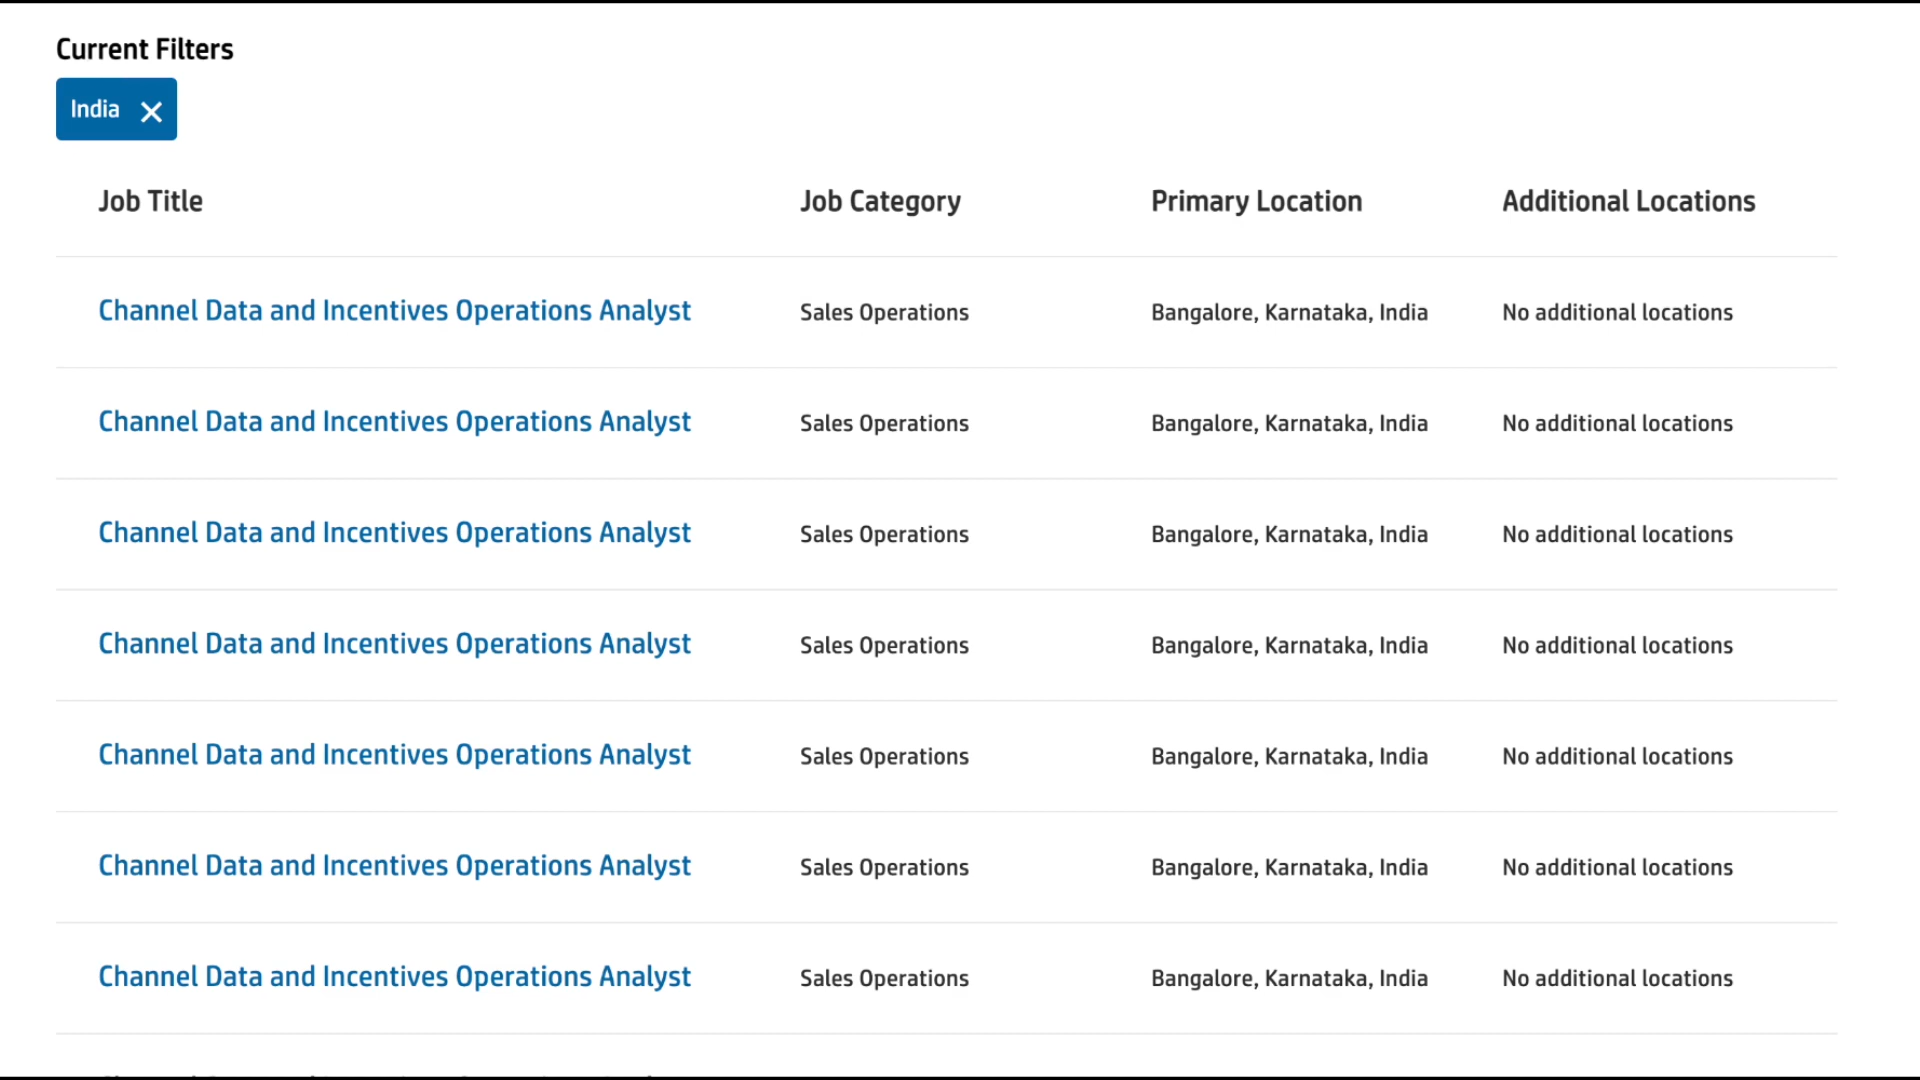 Current Filters
India
Job Title Job Category Primary Location Additional Locations
Channel Data and Incentives Operations Analyst Sales Operations Bangalore, Karnataka, India No additional locations
Channel Data and Incentives Operations Analyst Sales Operations Bangalore, Karnataka, India No additional locations
Channel Data and Incentives Operations Analyst Sales Operations Bangalore, Karnataka, India No additional locations
Channel Data and Incentives Operations Analyst Sales Operations Bangalore, Karnataka, India No additional locations
Channel Data and Incentives Operations Analyst Sales Operations Bangalore, Karnataka, India No additional locations
Channel Data and Incentives Operations Analyst Sales Operations Bangalore, Karnataka, India No additional locations
Channel Data and Incentives Operations Analyst Sales Operations Bangalore, Karnataka, India No additional locations